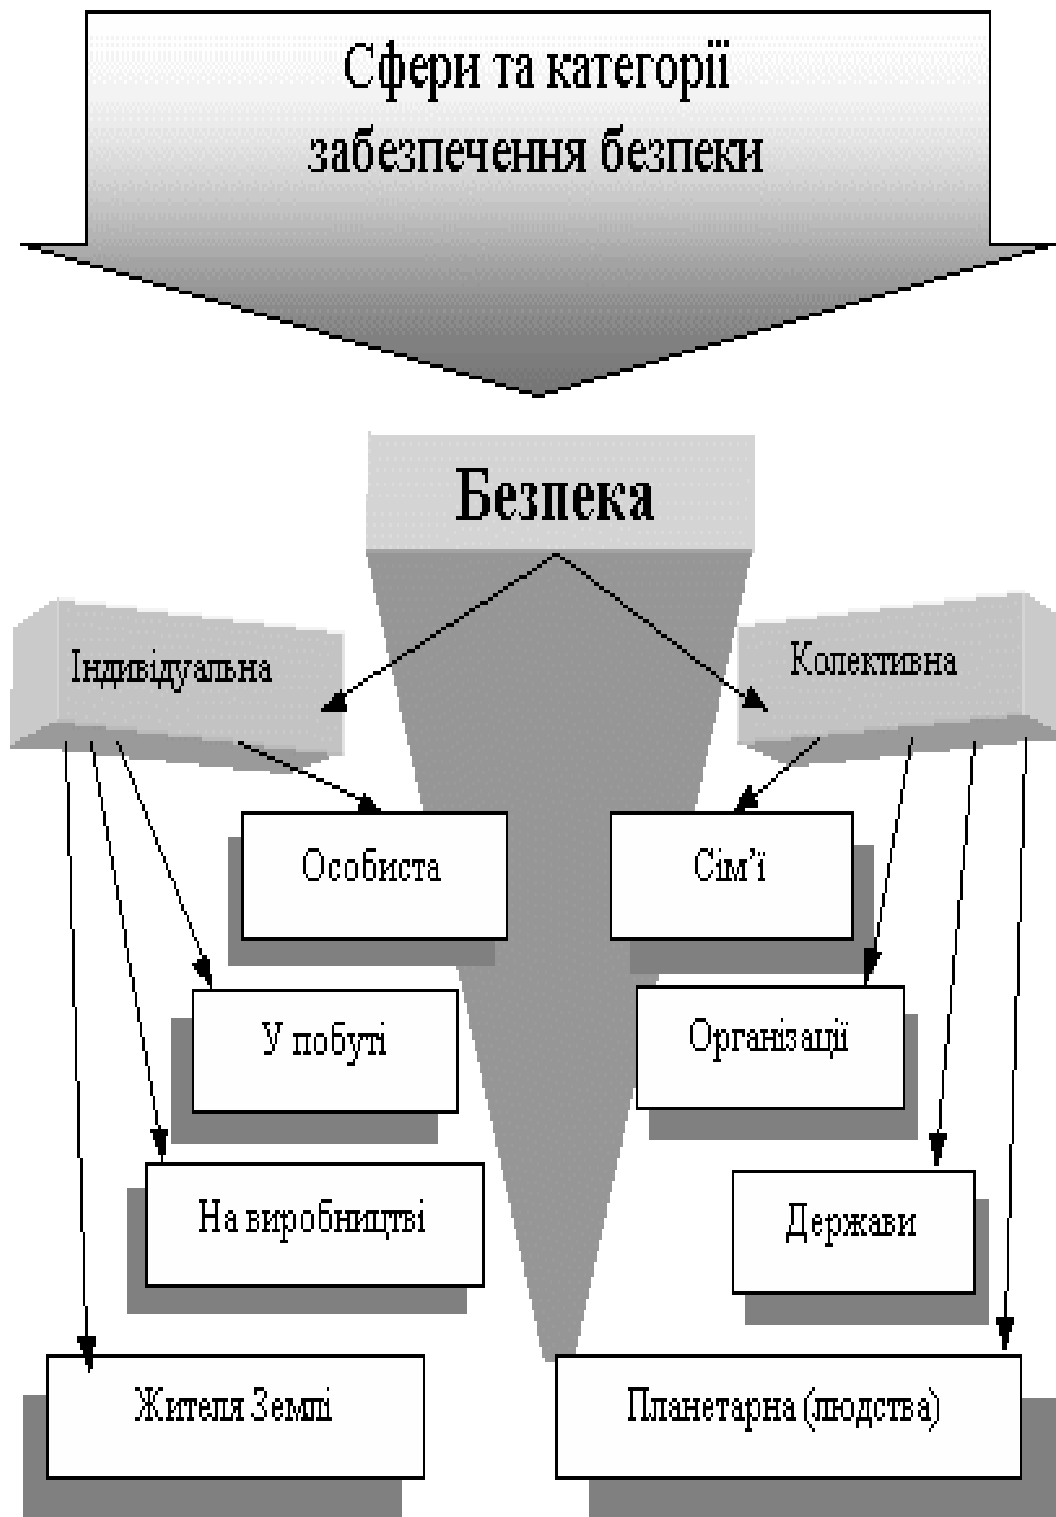 Сфери та категорії
забезпечення безпеки
Безпека
Індивідуальна
Колективна
Особиста
Сім’ї
У побуті
Організації
На виробництві
Держави
Жителя Землі
Планетарна (людства)